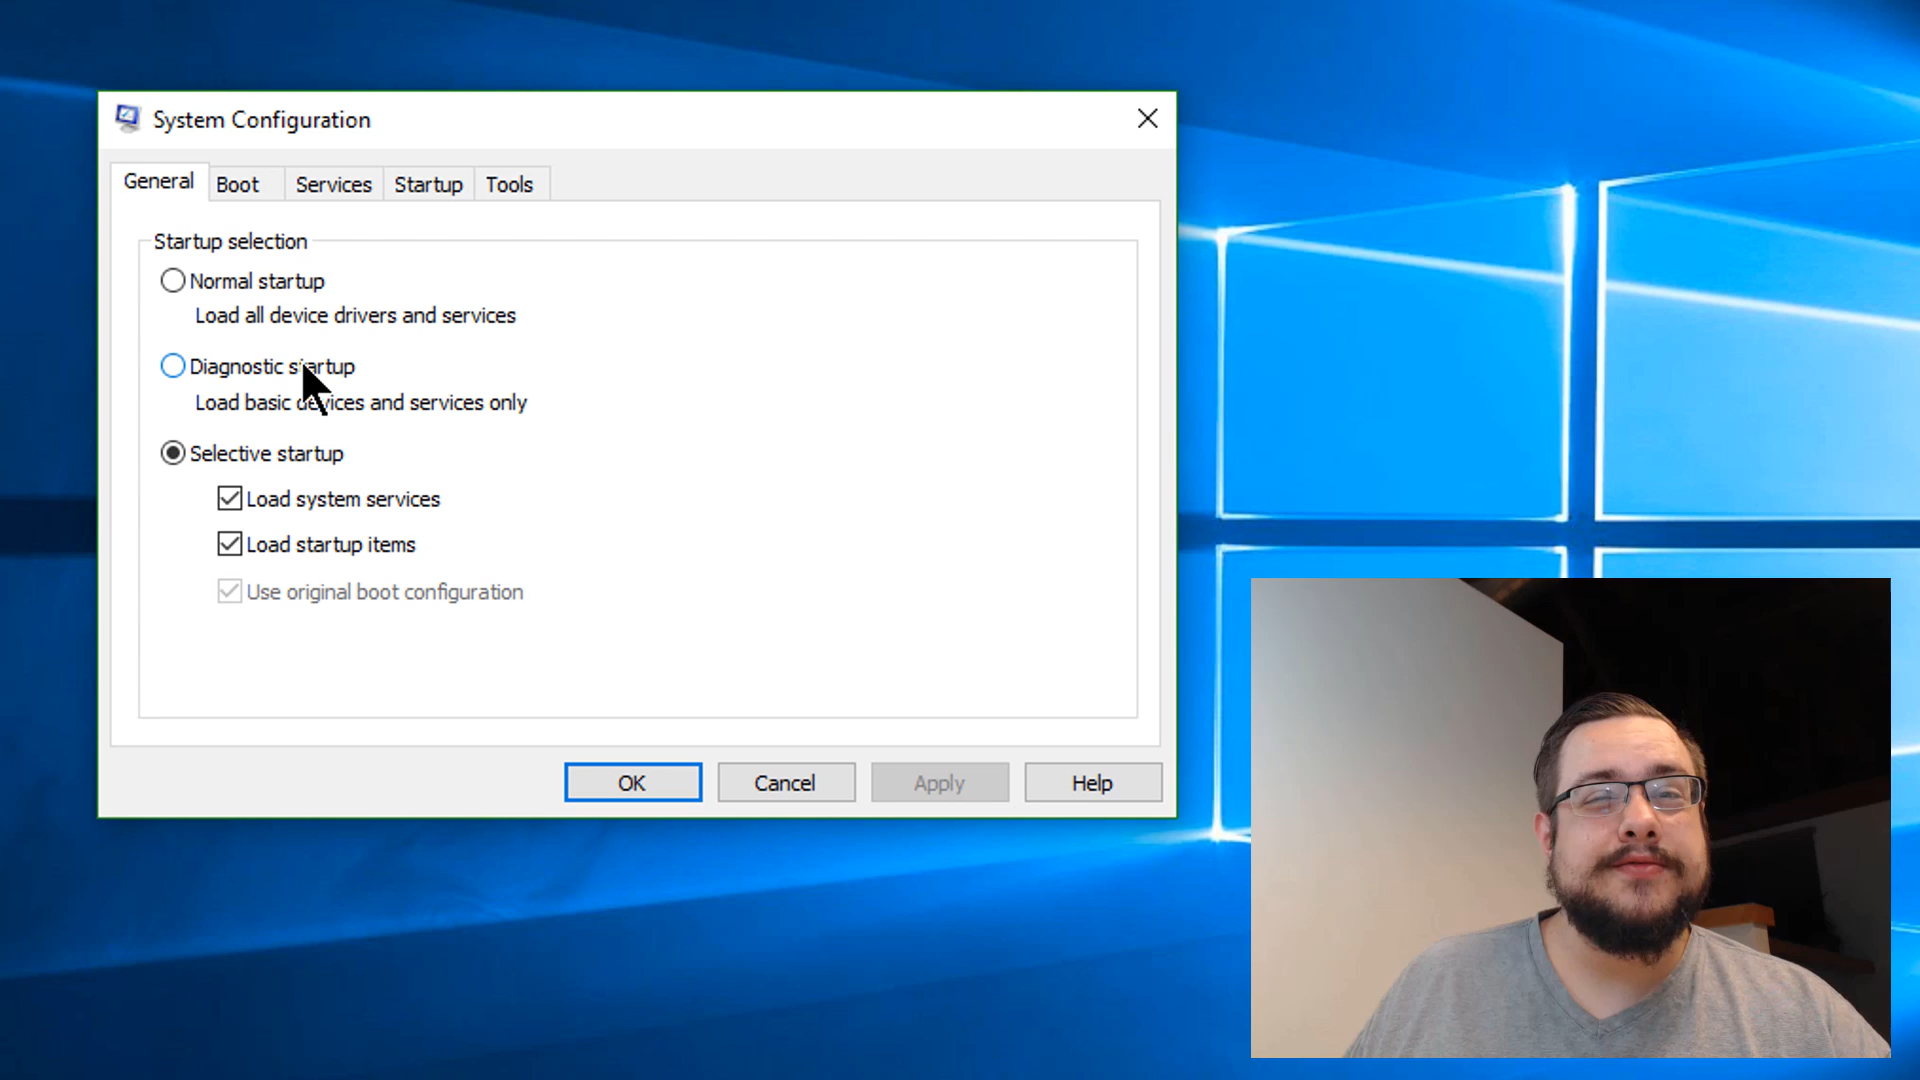 System Configuration
General Boot Services Startup Tools
Startup selection
Normal startup
Load all device drivers and services
Diagnostic startup
Load basic devices and services only
Selective startup
Load system services
Load startup items
Use original boot configuration
OK Cancel Apply Help